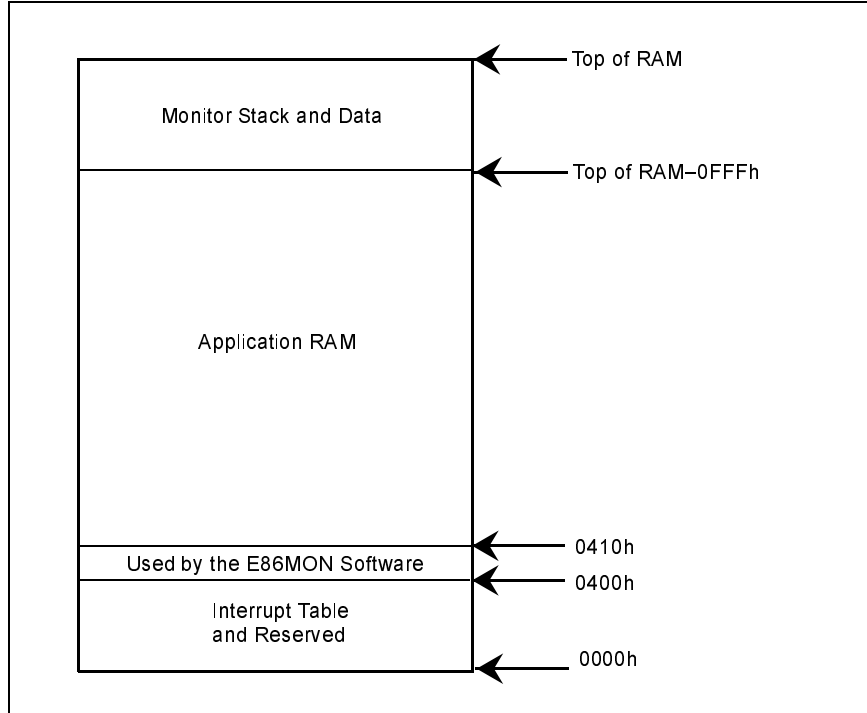 Top of RAM
Monitor Stack and Data
Top of RAM–0FFFh
Application RAM
0410h
Used by the E86MON Software
0400h
Interrupt Table
and Reserved
0000h